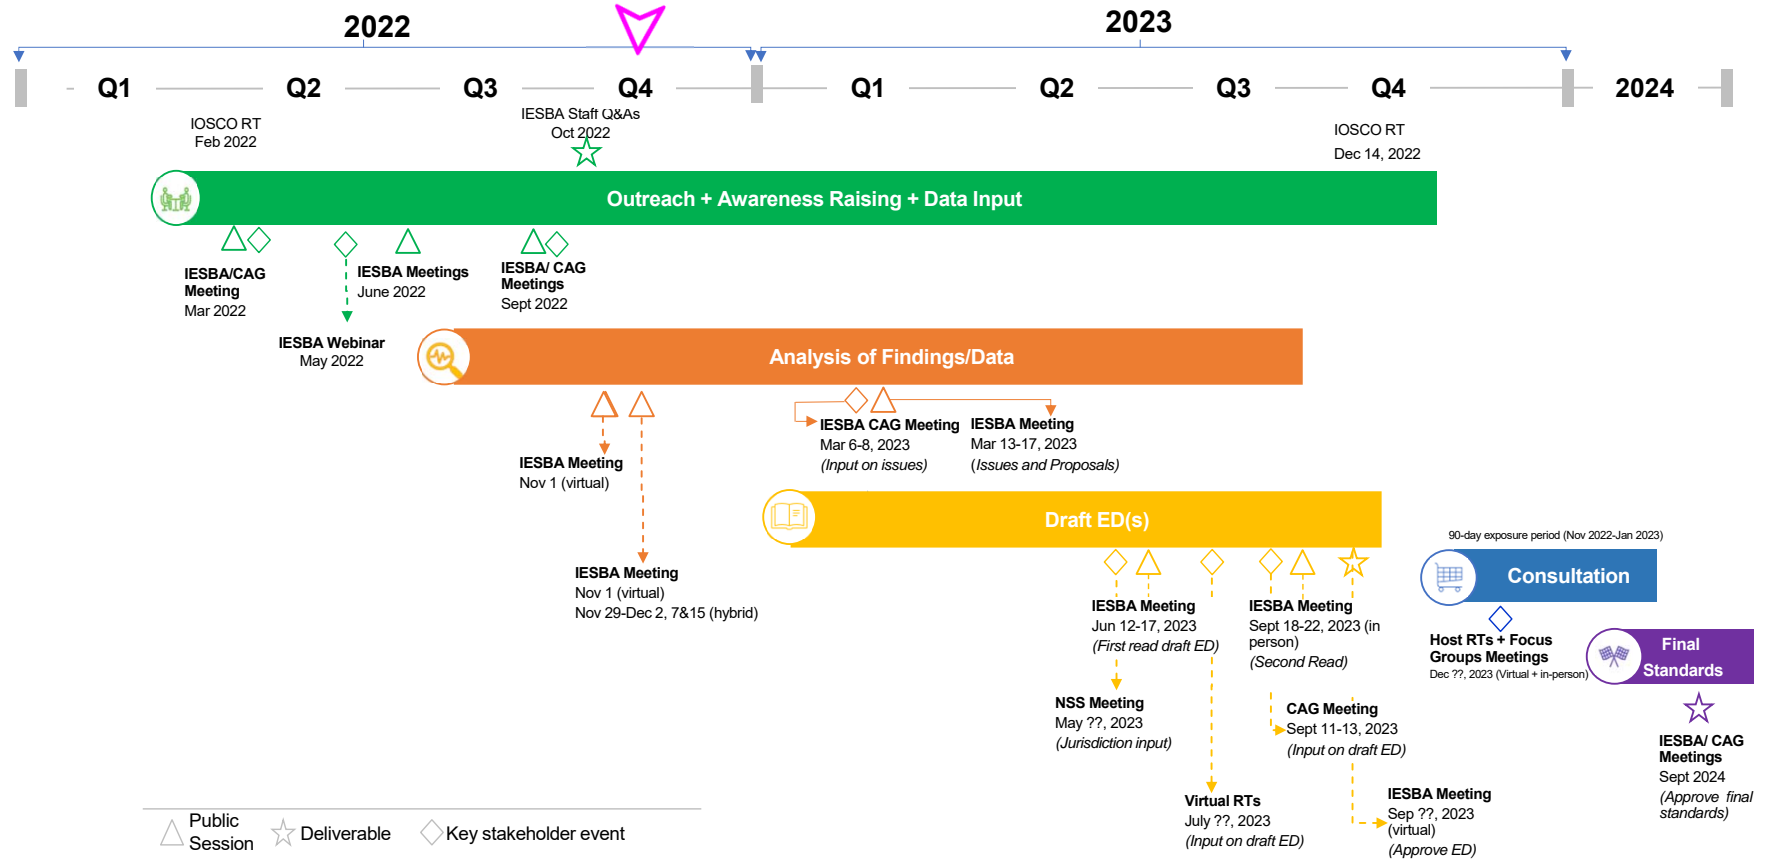 2022
2023
Q1
Q2
Q3
Q4
Q1
Q2
Q3
Q4
2024
IOSCO RT
Feb 2022
IESBA Staff Q&As
Oct 2022
IOSCO RT
Dec 14, 2022
Outreach + Awareness Raising + Data Input
IESBA/CAG
Meeting
Mar 2022
IESBA Webinar
May 2022
IESBA Meetings
June 2022
IESBA/ CAG
Meetings
Sept 2022
Analysis of Findings/Data
IESBA Meeting
Nov 1 (virtual)
IESBA Meeting
Nov 1 (virtual)
Nov 29-Dec 2, 7&15 (hybrid)
IESBA CAG Meeting
Mar 6-8, 2023
(Input on issues)
IESBA Meeting
Mar 13-17, 2023
(Issues and Proposals)
Draft ED(s)
IESBA Meeting
Jun 12-17, 2023
(First read draft ED)
NSS Meeting
May ??, 2023
(Jurisdiction input)
Virtual RTs
July ??, 2023
(Input on draft ED)
IESBA Meeting
Sept 18-22, 2023 (in
person)
(Second Read)
CAG Meeting
Sept 11-13, 2023
(Input on draft ED)
IESBA Meeting
Sep ??, 2023
(virtual)
(Approve ED)
90-day exposure period (Nov 2022-Jan 2023)
Consultation
Host RTs + Focus
Groups Meetings
Dec ??, 2023 (Virtual + in-person)
Final
Standards
IESBA/ CAG
Meetings
Sept 2024
(Approve final
standards)
Public
Session
Deliverable
Key stakeholder event